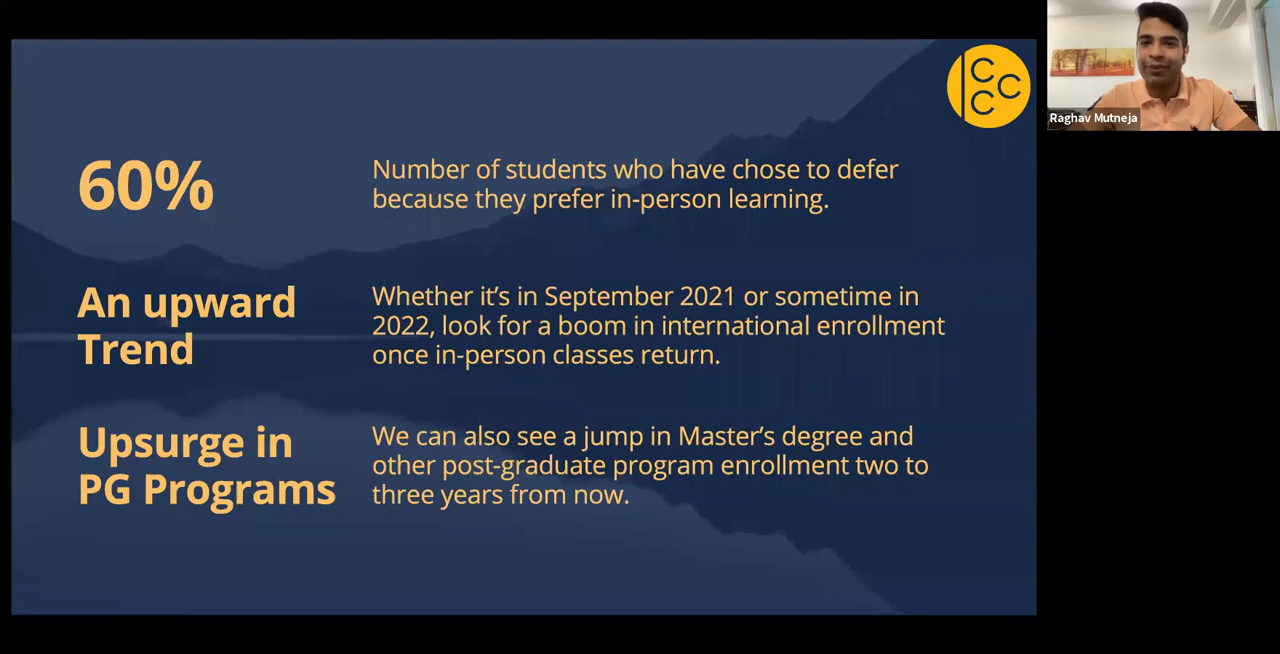 60%
Number of students who have chose to defer
because they prefer in-person learning.
An upward
Trend
Whether it's in September 2021 or sometime in
2022, look for a boom in international enrollment
once in-person classes return.
Upsurge in
PG Programs
We can also see a jump in Master's degree and
other post-graduate program enrollment two to
three years from now.
CCC
Raghav Mutneja